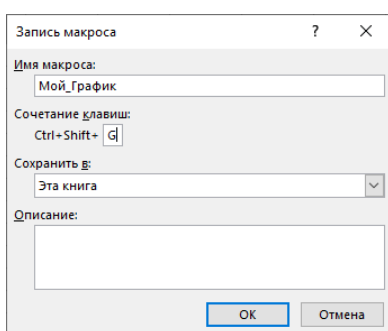 Запись макроса ? ×
Имя макроса:
Мой_График
Сочетание клавиш:
Ctrl+Shift+ G
Сохранить в:
Эта книга
Описание:
ОК Отмена